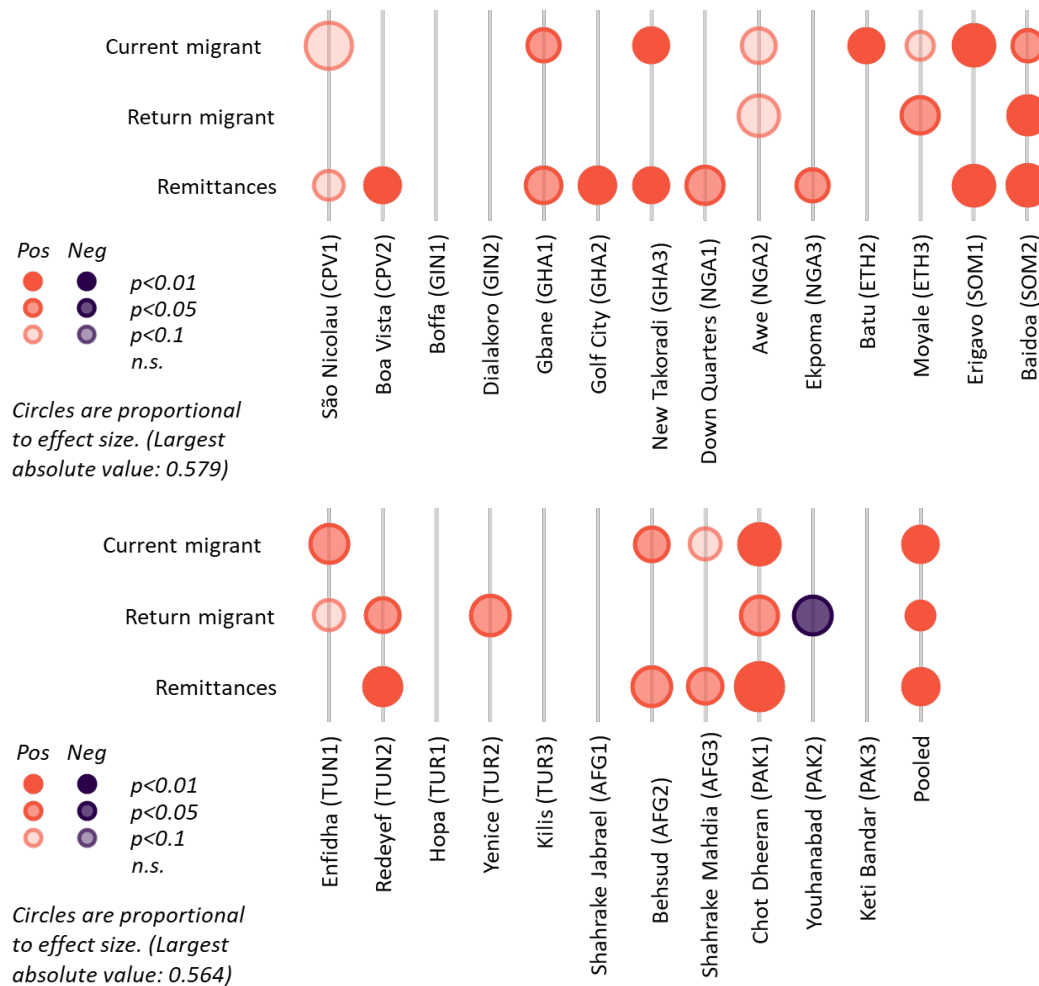 Current migrant
Return migrant
Remittances
São Nicolau (CPV1)
Boa Vista (CPV2)
Boffa (GIN1)
Dialakoro (GIN2)
Gbane (GHA1)
Golf City (GHA2)
New Takoradi (GHA3)
Down Quarters (NGA1)
Awe (NGA2)
Ekpoma (NGA3)
Batu (ETH2)
Moyale (ETH3)
Erigavo (SOM1)
Baidoa (SOM2)
Pos Neg
p<0.01
p<0.05
p<0.1
n.s.
Circles are proportional
to effect size. (Largest
absolute value: 0.579)
Current migrant
Return migrant
Remittances
Enfidha (TUN1)
Redeyef (TUN2)
Hopa (TUR1)
Yenice (TUR2)
Kilis (TUR3)
Shahrake Jabrael (AFG1)
Behsud (AFG2)
Shahrake Mahdia (AFG3)
Chot Dheeran (PAK1)
Youhanabad (PAK2)
Keti Bandar (PAK3)
Pooled
Pos Neg
p<0.01
p<0.05
p<0.1
n.s.
Circles are proportional
to effect size. (Largest
absolute value: 0.564)